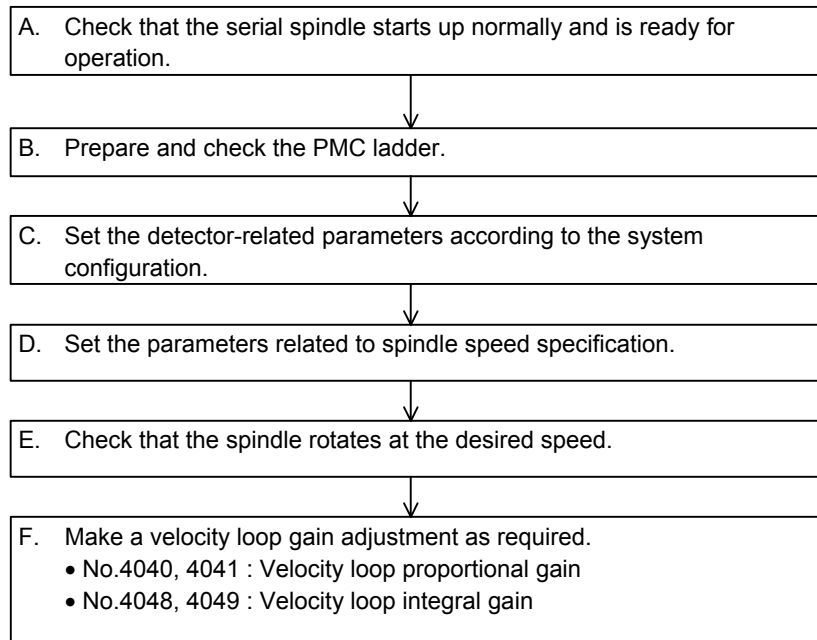 A. Check that the serial spindle starts up normally and is ready for
operation.
B. Prepare and check the PMC ladder.
C. Set the detector-related parameters according to the system
configuration.
D. Set the parameters related to spindle speed specification.
E. Check that the spindle rotates at the desired speed.
F. Make a velocity loop gain adjustment as required.
• No.4040, 4041 : Velocity loop proportional gain
• No.4048, 4049 : Velocity loop integral gain